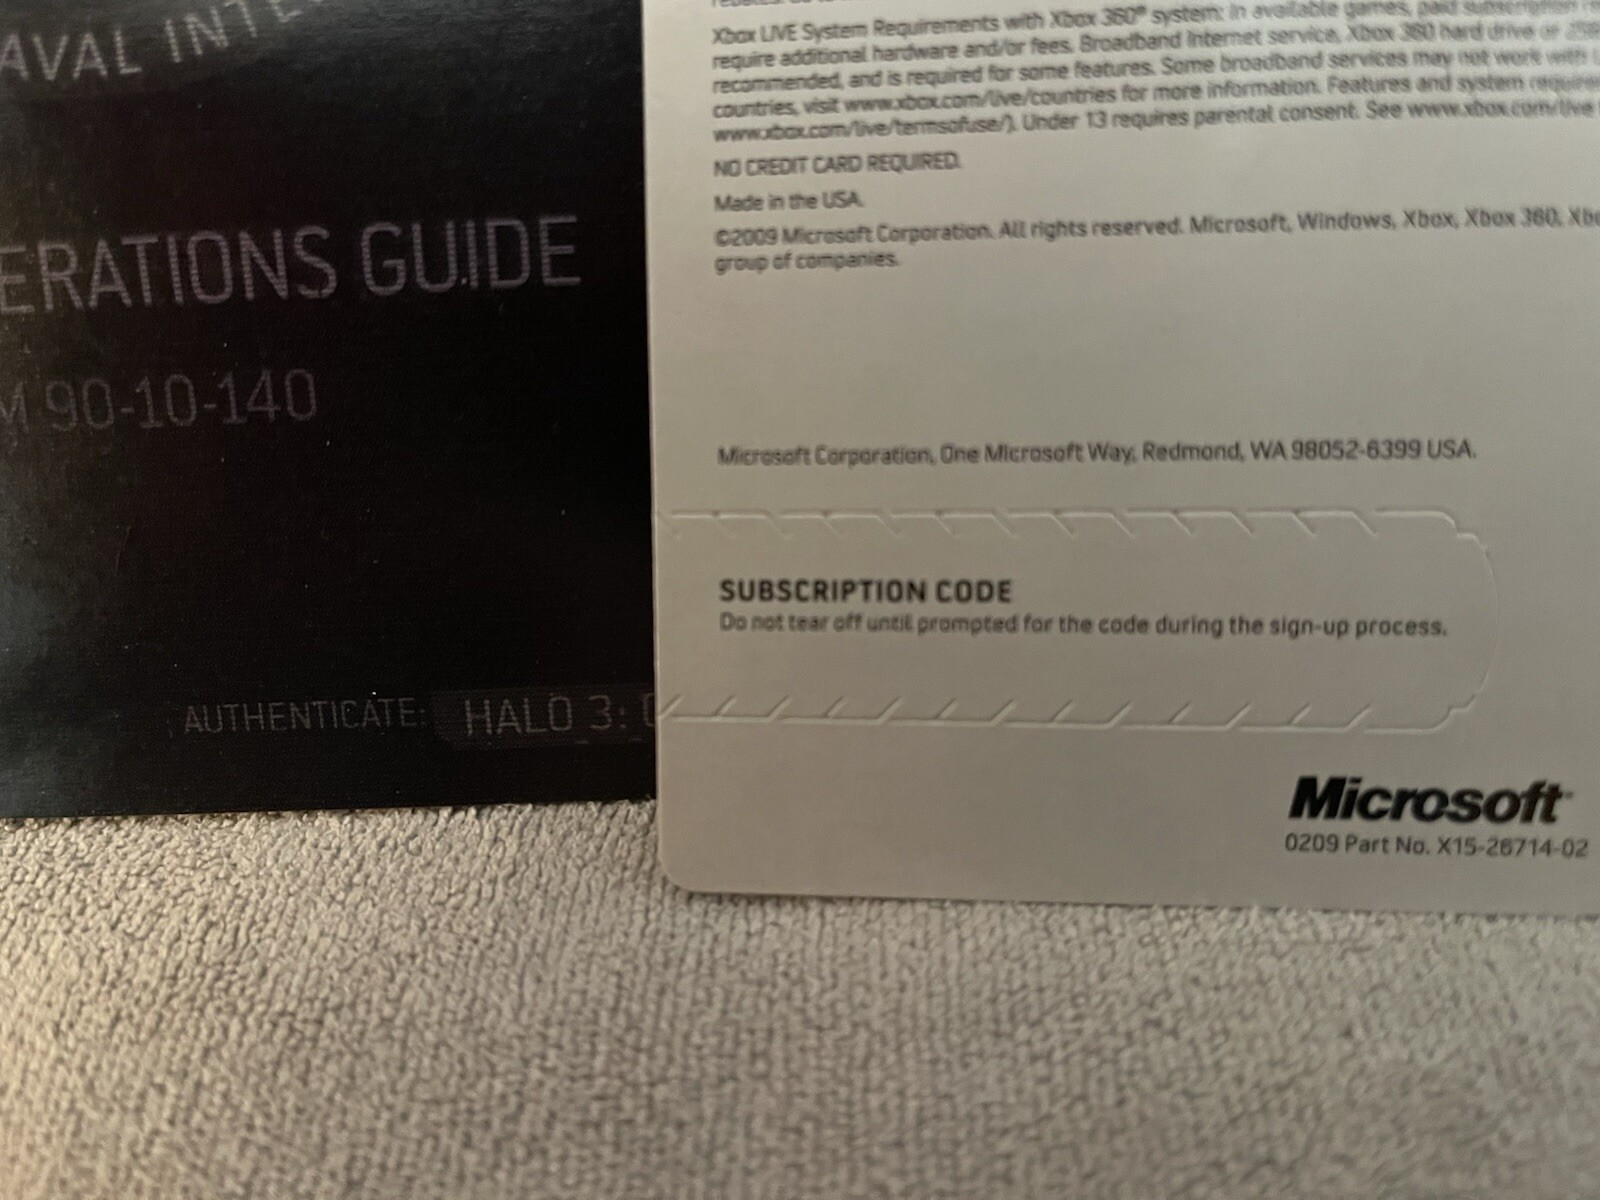 AVAL INTE
ERATIONS GUIDE
M 90-10-140
AUTHENTICATE: HALO 3:
Xbox LIVE System Requirements with Xbox 360® system: In available games, paid subscription
require additional hardware and/or fees. Broadband Internet service, Xbox 360 hard drive or
recommended, and is required for some features. Some broadband services may not work with
countries, visit www.xbox.com/live/countries for more information. Features and system
www.xbox.com/live/termsofuse/). Under 13 requires parental consent. See www.xbox.com/live
NO CREDIT CARD REQUIRED.
Made in the USA.
©2009 Microsoft Corporation. All rights reserved. Microsoft, Windows, Xbox, Xbox 360,
group of companies.
Microsoft Corporation, One Microsoft Way, Redmond, WA 98052-6399 USA.
SUBSCRIPTION CODE
Do not tear off until prompted for the code during the sign-up process.
Microsoft
0209 Part No. X15-26714-02